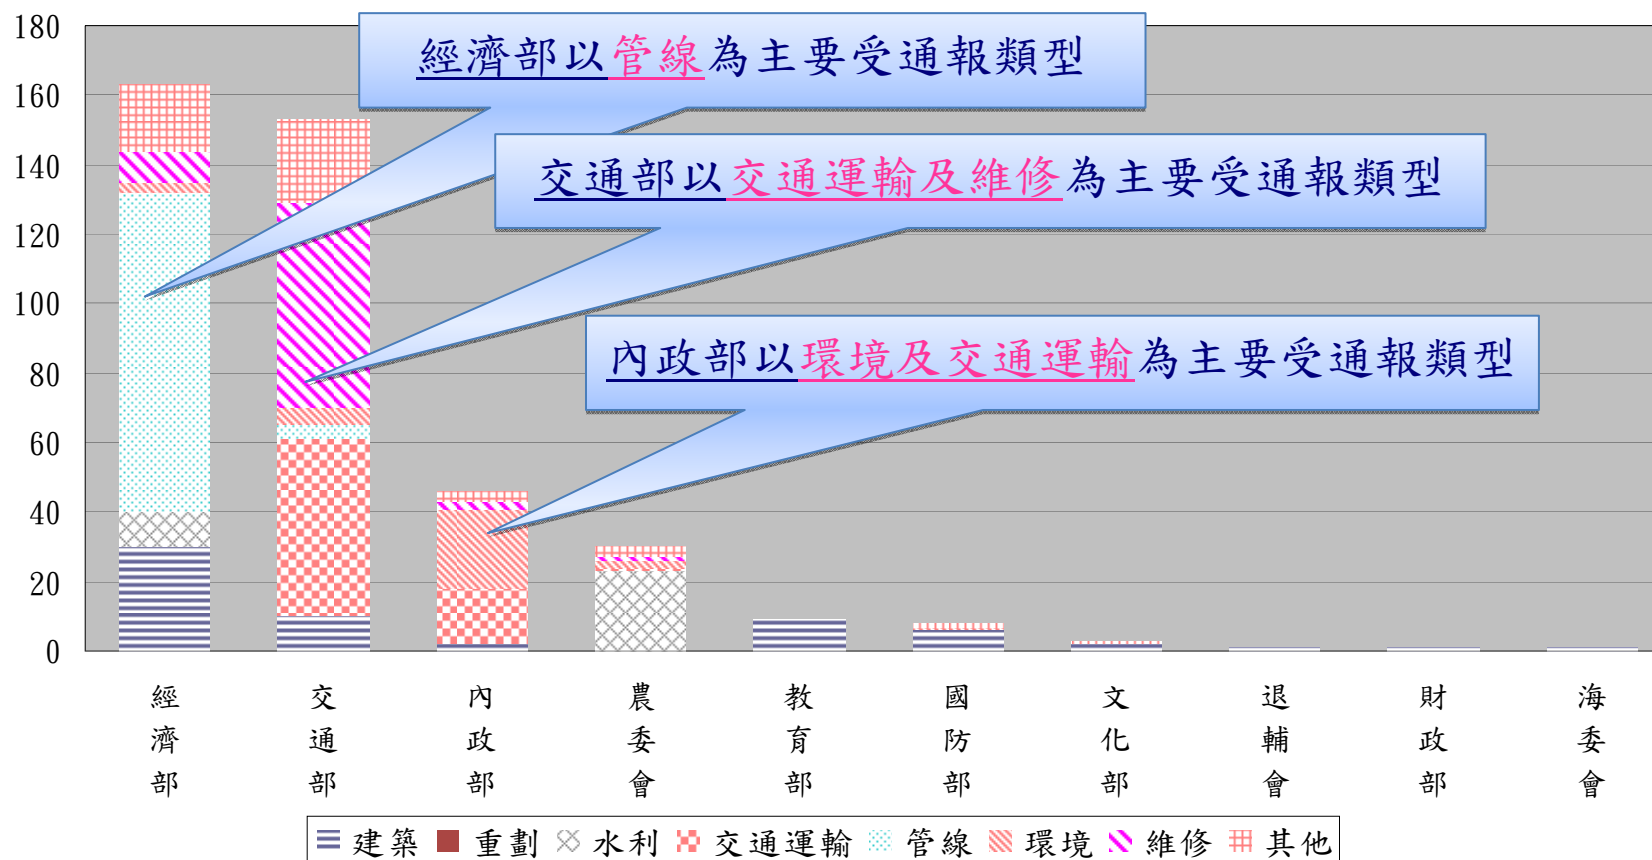 180
160
140
120
100
80
60
40
20
0
經濟部以管線為主要受通報類型
交通部以交通運輸及維修為主要受通報類型
內政部以環境及交通運輸為主要受通報類型
經濟部
交通部
內政部
農委會
教育部
國防部
文化部
退輔會
財政部
海委會
建築 重劃 水利 交通運輸 管線 環境 維修 其他